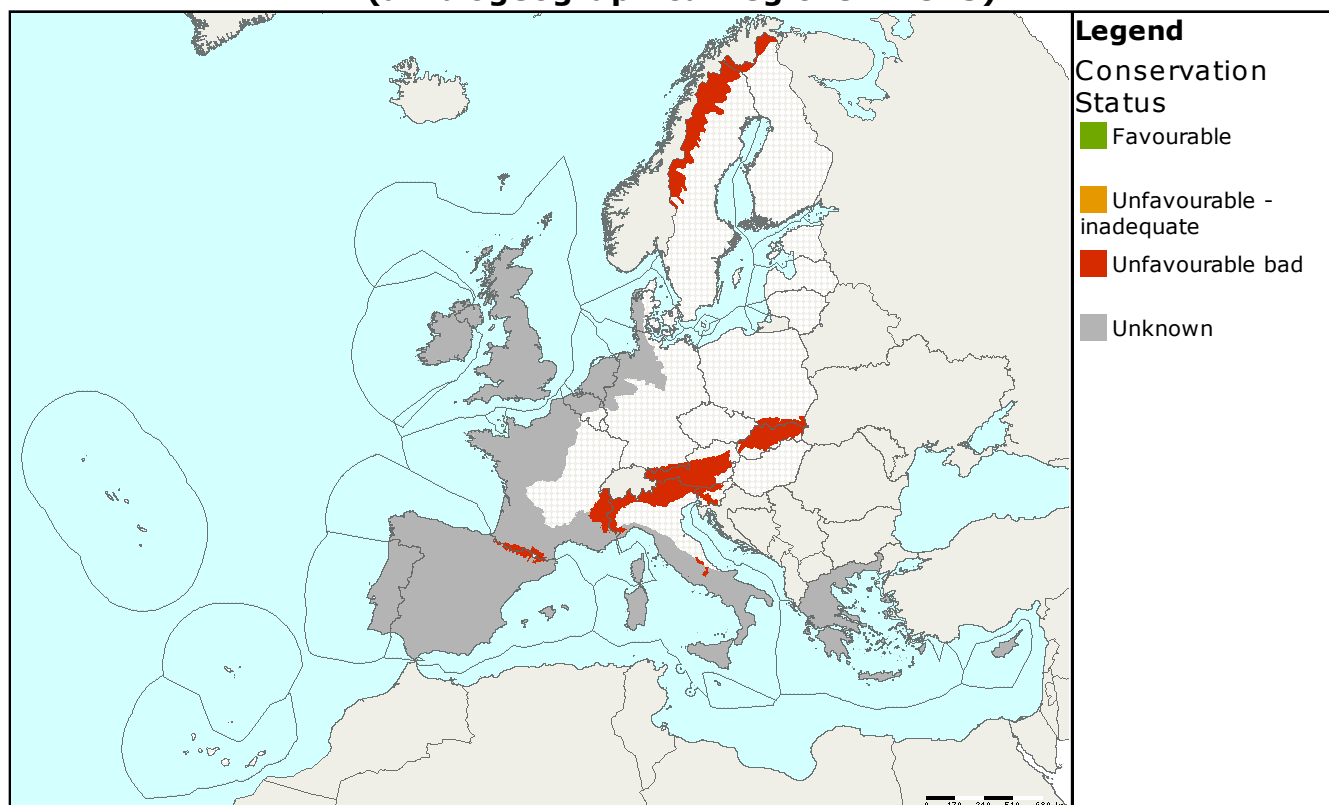 Legend
Conservation
Status
Favourable
Unfavourable -
inadequate
Unfavourable bad
Unknown